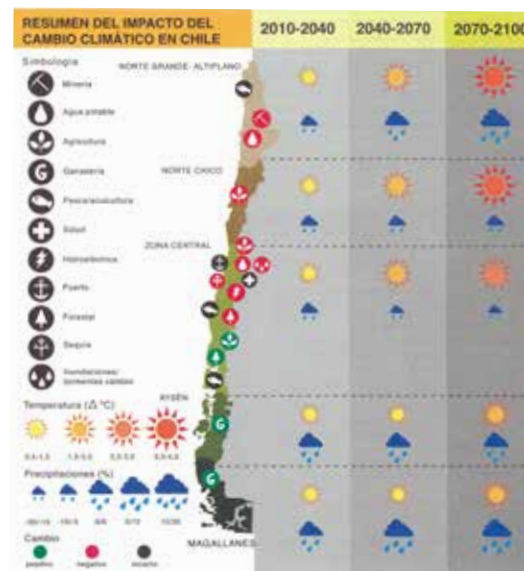 RESUMEN DEL IMPACTO DEL
CAMBIO CLIMÁTICO EN CHILE
2010-2040
2040-2070
2070-2100
Simbología
NORTE GRANDE- ALTIPLANO
Minería
Agua potable
Agricultura
Ganadería
G
NORTE CHICO
Pesca/acuicultura
Salud
ZONA CENTRAL
Hidroeléctrica
Puerto
Forestal
Sequía
Inundaciones/
AYSÉN
Temperatura (Δ °C)
G
Precipitaciones (%)
G
Cambio
MAGALLANES
positivo
negativo
incierto